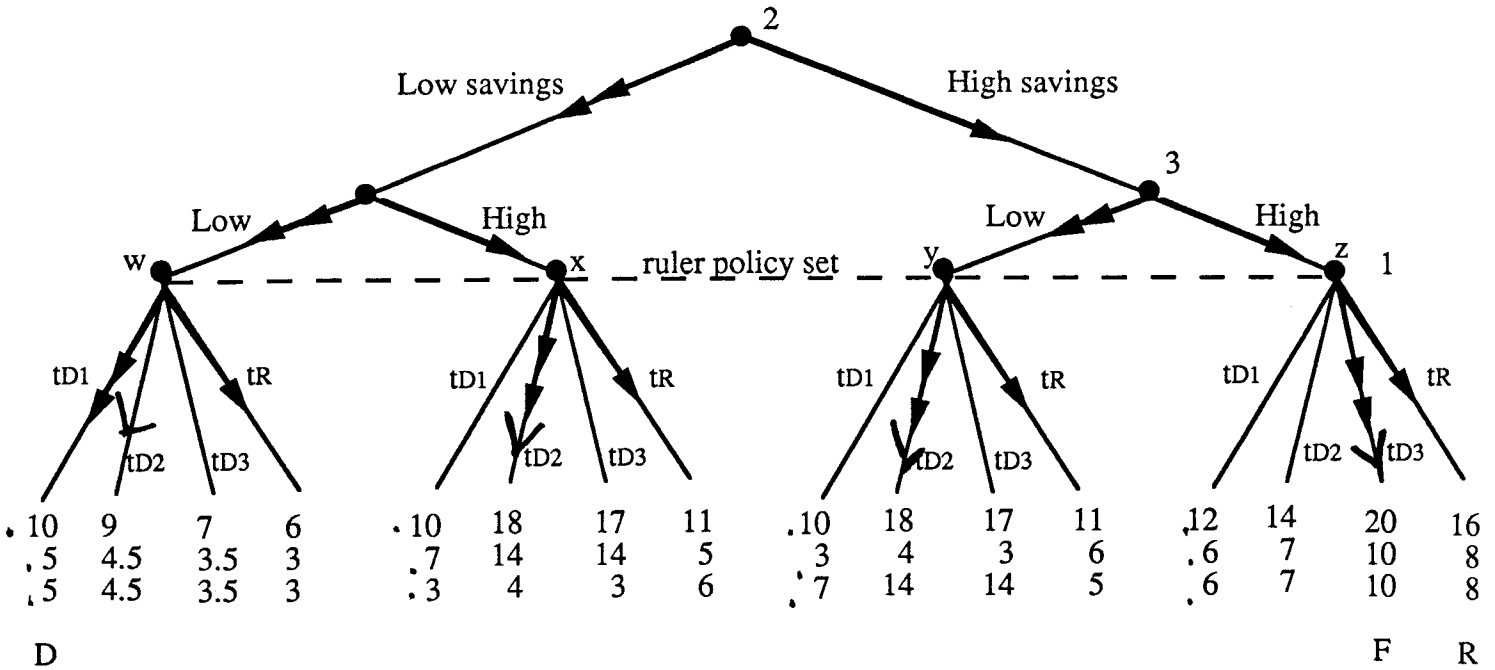 2
Low savings High savings
3
Low High Low High
w x ruler policy set y z 1
tD1 tR tD1 tR tD1 tR tD1 tR
tD2 tD3 tD2 tD3 tD2 tD3 tD2 tD3
10 9 7 6 10 18 17 11 10 18 17 11 12 14 20 16
5 4.5 3.5 3 7 14 14 5 3 4 3 6 6 7 10 8
5 4.5 3.5 3 3 4 3 6 7 14 14 5 6 7 10 8
D F R